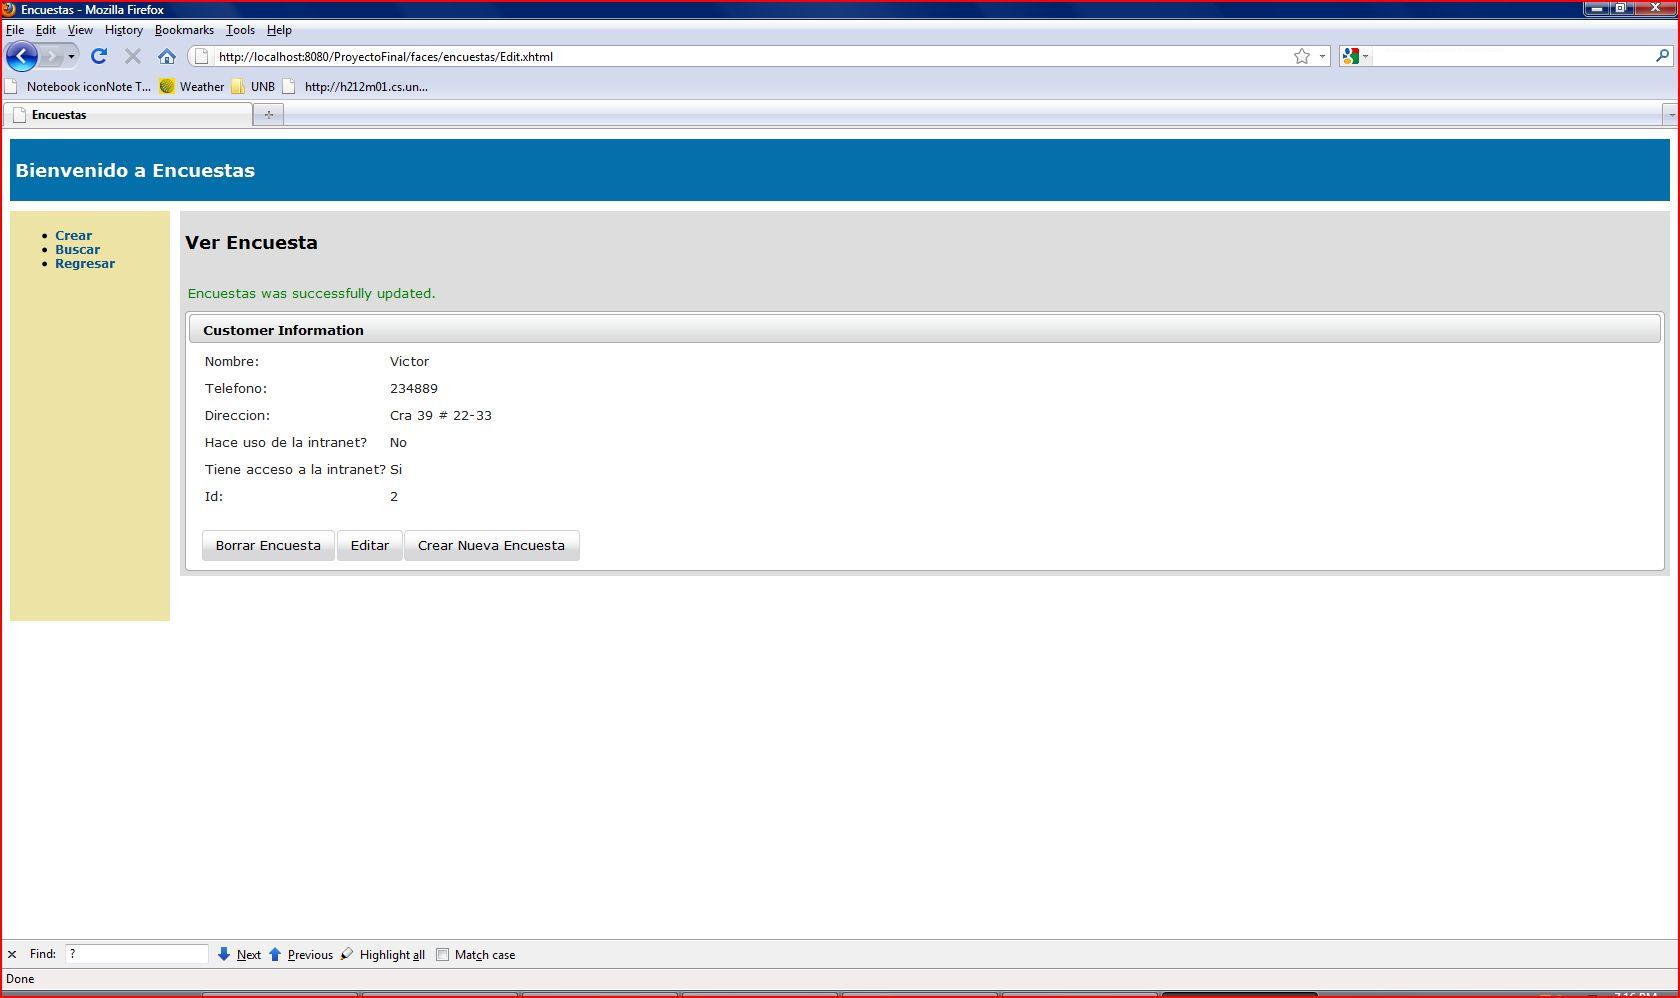 Encuestas - Mozilla Firefox
File Edit View History Bookmarks Tools Help
http://localhost:8080/ProyectoFinal/faces/encuestas/Edit.xhtml
Notebook iconNote T... Weather UNB http://h212m01.cs.un...
Encuestas
Bienvenido a Encuestas
Crear
Buscar
Regresar
Ver Encuesta
Encuestas was successfully updated.
Customer Information
Nombre: Victor
Telefono: 234889
Direccion: Cra 39 # 22-33
Hace uso de la intranet? No
Tiene acceso a la intranet? Si
Id: 2
Borrar Encuesta Editar Crear Nueva Encuesta
Find: ? Next Previous Highlight all Match case
Done